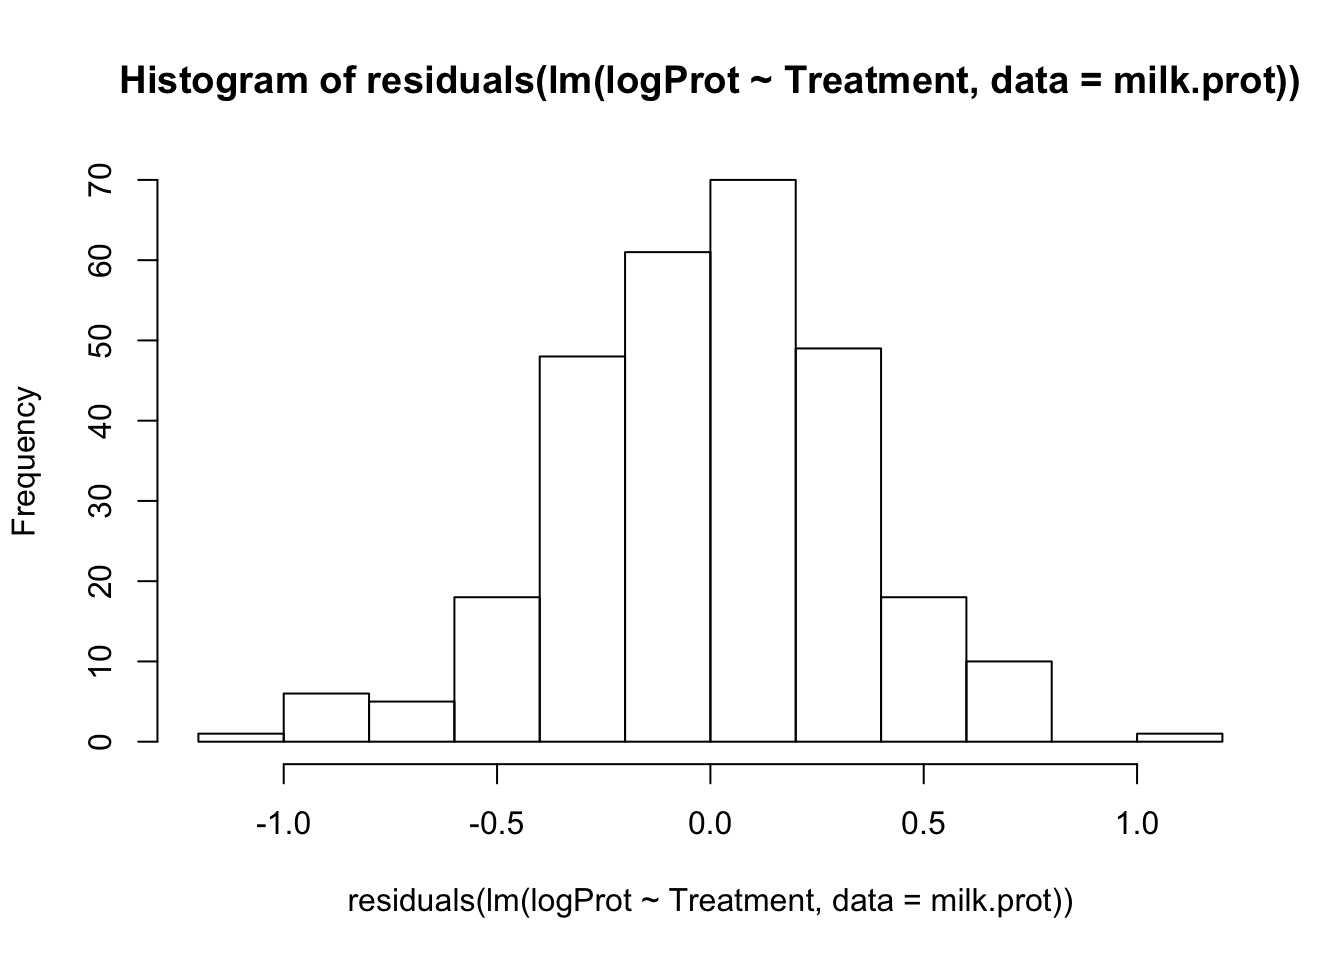 Histogram of residuals(lm(logProt ~ Treatment, data = milk.prot))
Frequency
70
60
50
40
30
20
10
0
-1.0 -0.5 0.0 0.5 1.0
residuals(lm(logProt ~ Treatment, data = milk.prot))